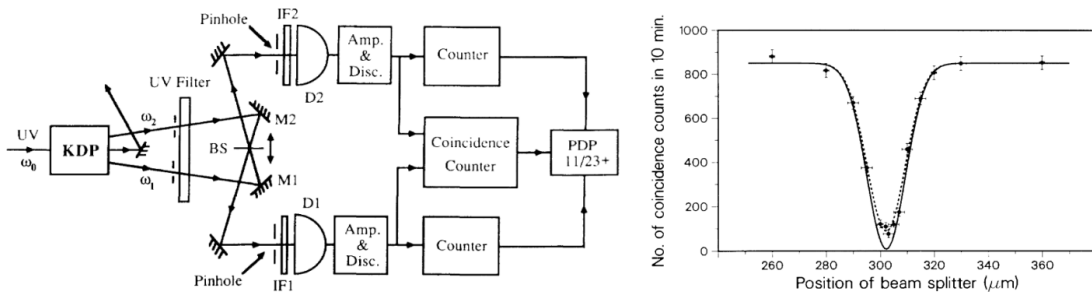 Pinhole
IF2
D2
Amp.
&
Disc.
Counter
UV Filter
M2
UV
ω₀
KDP
ω₂
ω₁
BS
M1
Coincidence
Counter
PDP
11/23+
D1
Amp.
&
Disc.
Counter
Pinhole
IF1
No. of coincidence counts in 10 min.
1000
800
600
400
200
0
260 280 300 320 340 360
Position of beam splitter (μm)